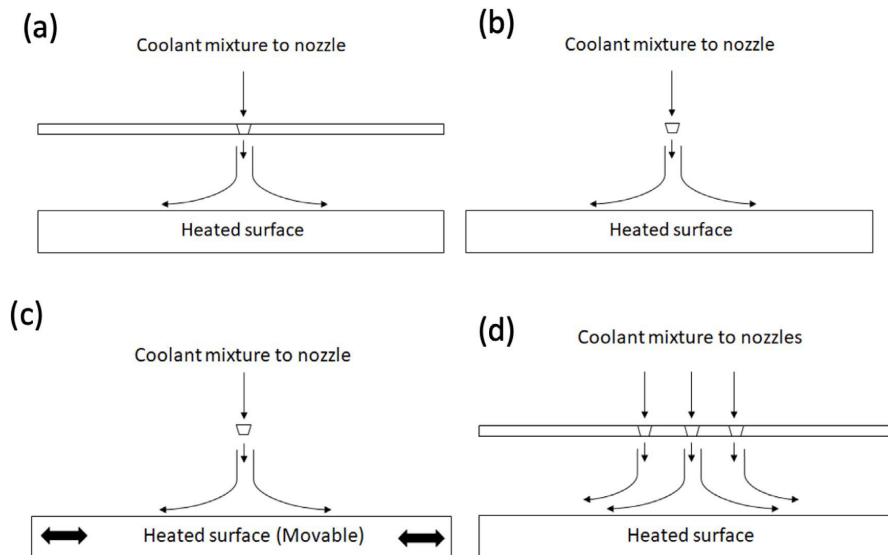 (a)
Coolant mixture to nozzle
Heated surface
(b)
Coolant mixture to nozzle
Heated surface
(c)
Coolant mixture to nozzle
Heated surface (Movable)
(d)
Coolant mixture to nozzles
Heated surface